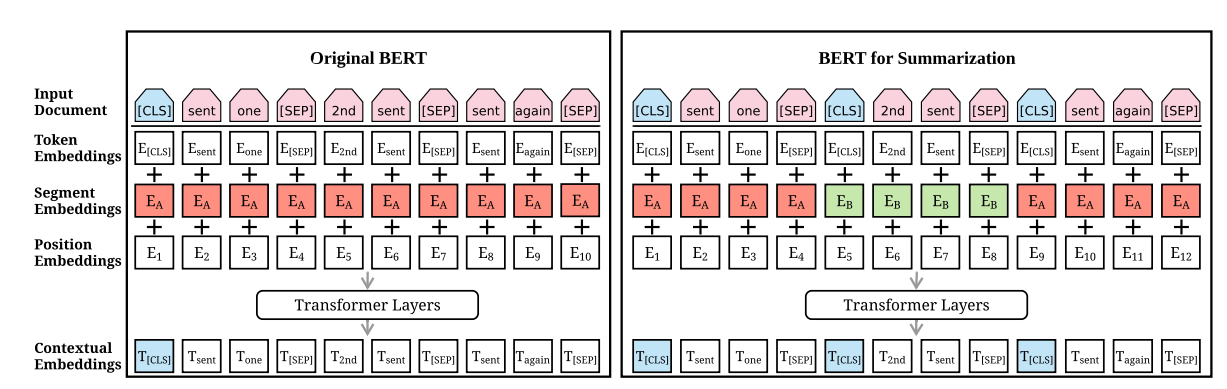 Original BERT
BERT for Summarization
Input Document [CLS] sent one [SEP] 2nd sent [SEP] sent again [SEP] [CLS] sent one [SEP] [CLS] 2nd sent [SEP] [CLS] sent again [SEP]
Token Embeddings E[CLS] Esent Eone E[SEP] E2nd Esent E[SEP] Esent Eagain E[SEP] E[CLS] Esent Eone E[SEP] E[CLS] E2nd Esent E[SEP] E[CLS] Esent Eagain E[SEP]
+ + + + + + + + + + + + + + + + + + + + + +
Segment Embeddings EA EA EA EA EA EA EA EA EA EA EA EA EA EA EB EB EB EB EA EA EA EA
+ + + + + + + + + + + + + + + + + + + + + +
Position Embeddings E1 E2 E3 E4 E5 E6 E7 E8 E9 E10 E1 E2 E3 E4 E5 E6 E7 E8 E9 E10 E11 E12
Transformer Layers
Transformer Layers
Contextual Embeddings T[CLS] Tsent Tone T[SEP] T2nd Tsent T[SEP] Tsent Tagain T[SEP] T[CLS] Tsent Tone T[SEP] T[CLS] T2nd Tsent T[SEP] T[CLS] Tsent Tagain T[SEP]